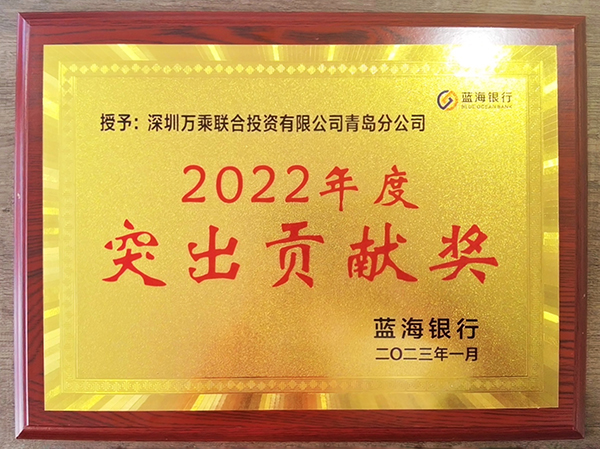 蓝海银行
BLUE OCEAN BANK
授予：深圳万乘联合投资有限公司青岛分公司
2022年度
突出贡献奖
蓝海银行
二〇二三年一月